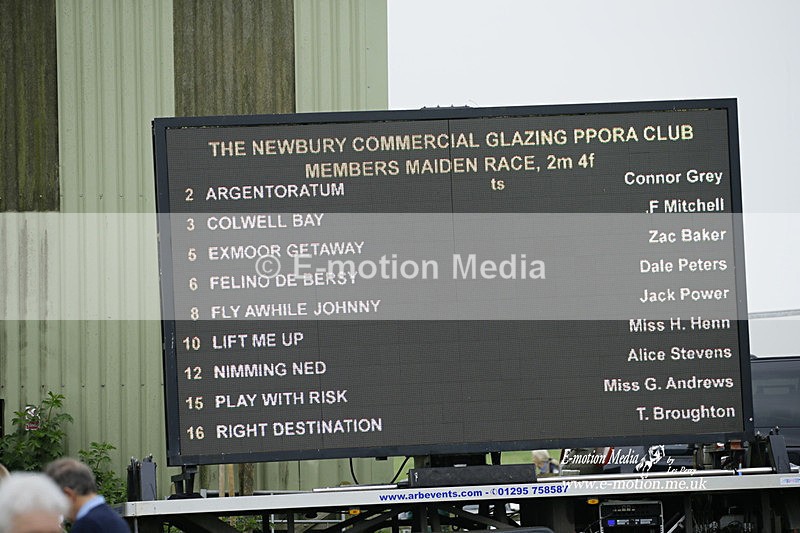 THE NEWBURY COMMERCIAL GLAZING PPORA CLUB
MEMBERS MAIDEN RACE, 2m 4f
ts
2 ARGENTORATUM Connor Grey
3 COLWELL BAY .F Mitchell
5 EXMOOR GETAWAY Zac Baker
6 FELINO DE BERSY Dale Peters
8 FLY AWHILE JOHNNY Jack Power
10 LIFT ME UP Miss H. Henn
12 NIMMING NED Alice Stevens
15 PLAY WITH RISK Miss G. Andrews
16 RIGHT DESTINATION T. Broughton
© E-motion Media
E-motion Media by
www.e-motion.me.uk
www.arbevents.com - 01295 758587